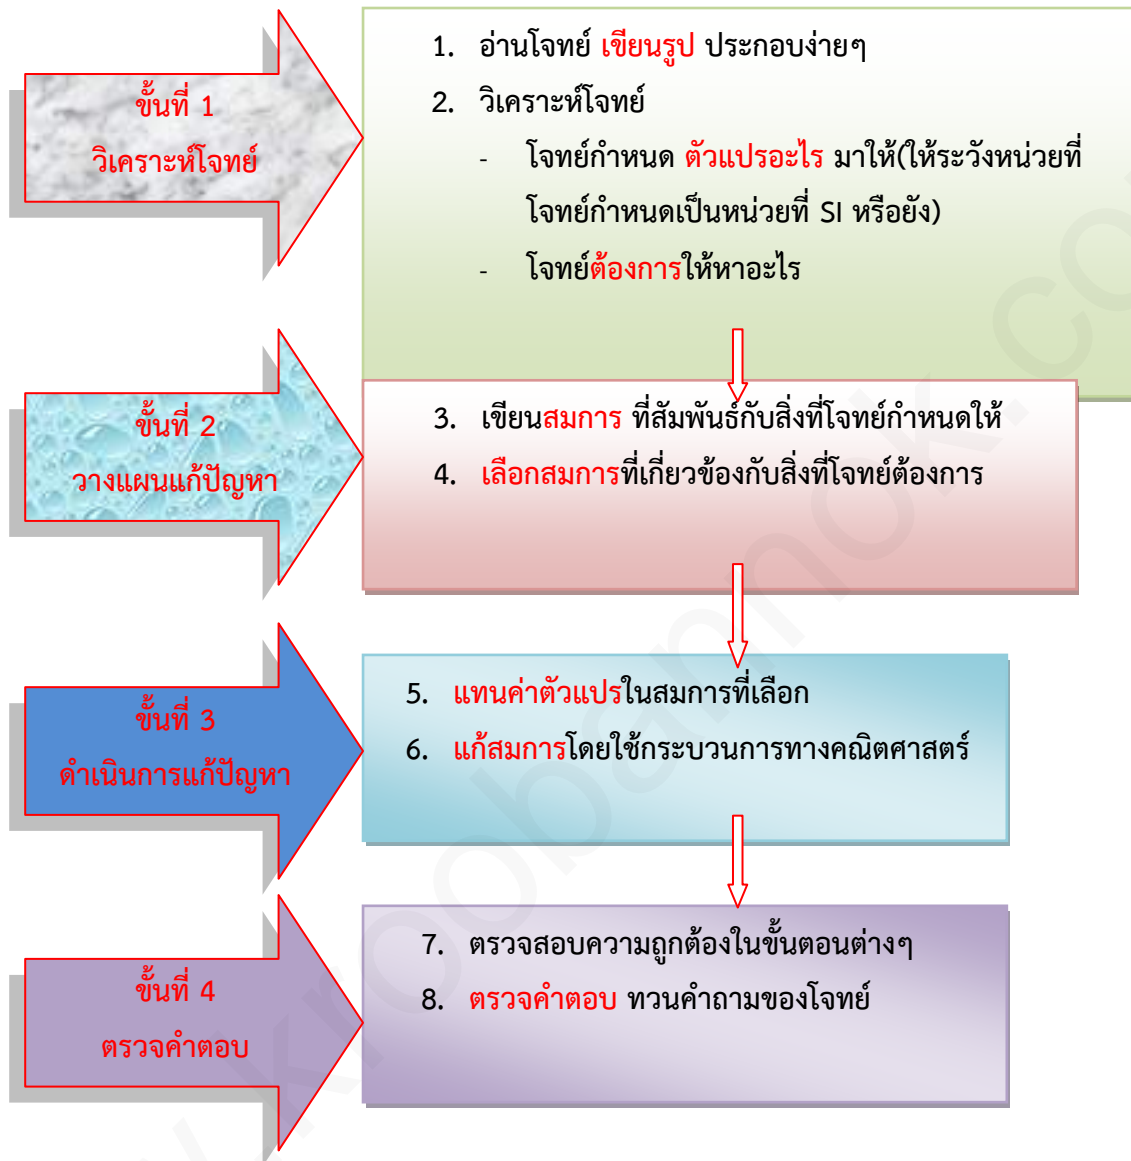 ขั้นที่ 1
วิเคราะห์โจทย์
1. อ่านโจทย์ เขียนรูป ประกอบง่ายๆ
2. วิเคราะห์โจทย์
- โจทย์กำหนด ตัวแปรอะไร มาให้(ให้ระวังหน่วยที่
โจทย์กำหนดเป็นหน่วยที่ SI หรือยัง)
- โจทย์ต้องการให้หาอะไร
ขั้นที่ 2
วางแผนแก้ปัญหา
3. เขียนสมการ ที่สัมพันธ์กับสิ่งที่โจทย์กำหนดให้
4. เลือกสมการที่เกี่ยวข้องกับสิ่งที่โจทย์ต้องการ
ขั้นที่ 3
ดำเนินการแก้ปัญหา
5. แทนค่าตัวแปรในสมการที่เลือก
6. แก้สมการโดยใช้กระบวนการทางคณิตศาสตร์
ขั้นที่ 4
ตรวจคำตอบ
7. ตรวจสอบความถูกต้องในขั้นตอนต่างๆ
8. ตรวจคำตอบ ทวนคำถามของโจทย์